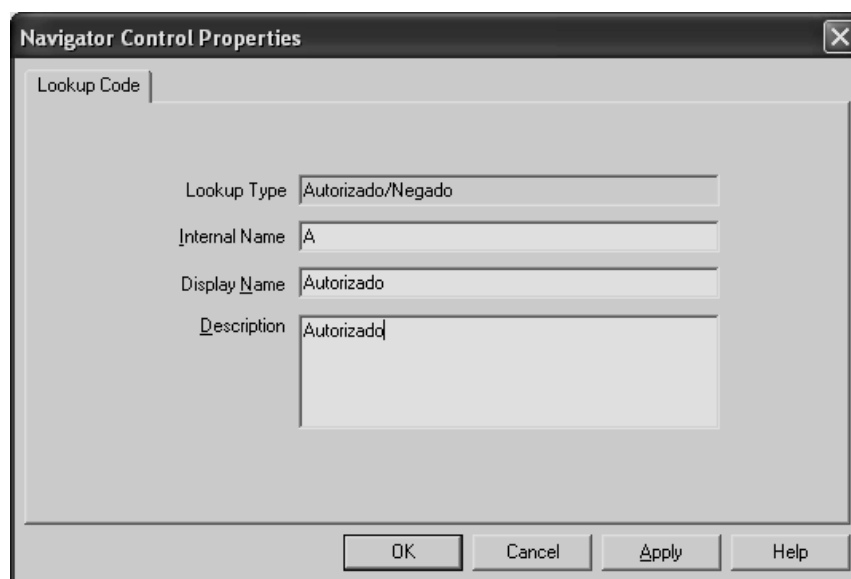 Navigator Control Properties
Lookup Code
Lookup Type Autorizado/Negado
Internal Name A
Display Name Autorizado
Description Autorizado
OK Cancel Apply Help